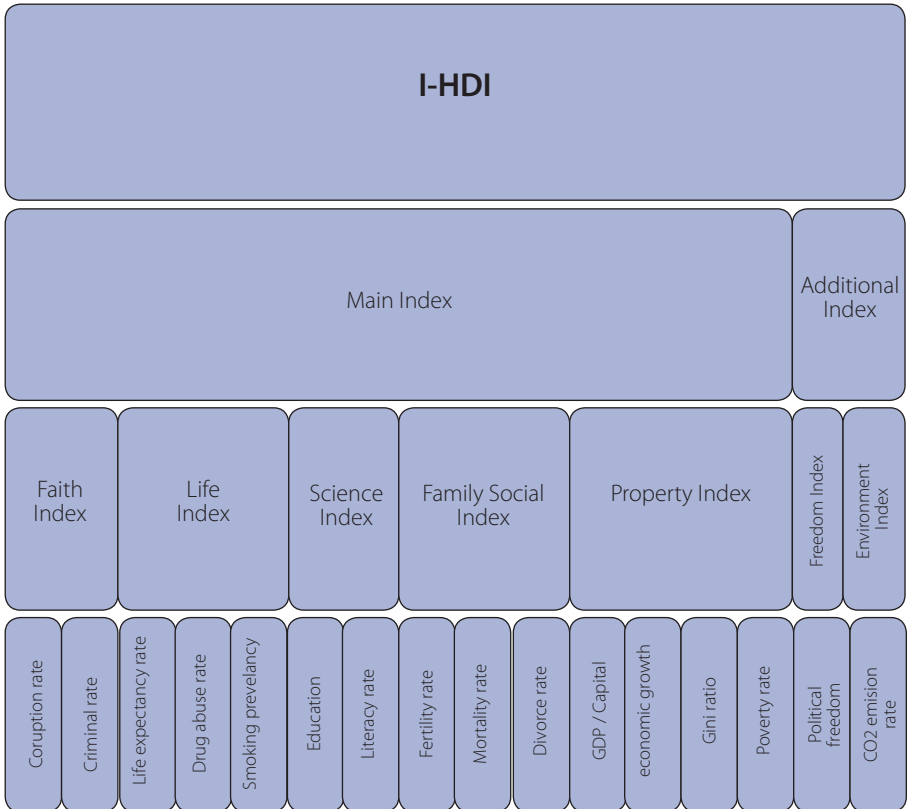 I-HDI
Main Index
Additional
Index
Faith
Index
Life
Index
Science
Index
Family Social
Index
Property Index
Freedom Index
Environment
Index
Coruption rate
Criminal rate
Life expectancy rate
Drug abuse rate
Smoking prevelancy
Education
Literacy rate
Fertility rate
Mortality rate
Divorce rate
GDP / Capital
economic growth
Gini ratio
Poverty rate
Political
freedom
CO2 emision
rate